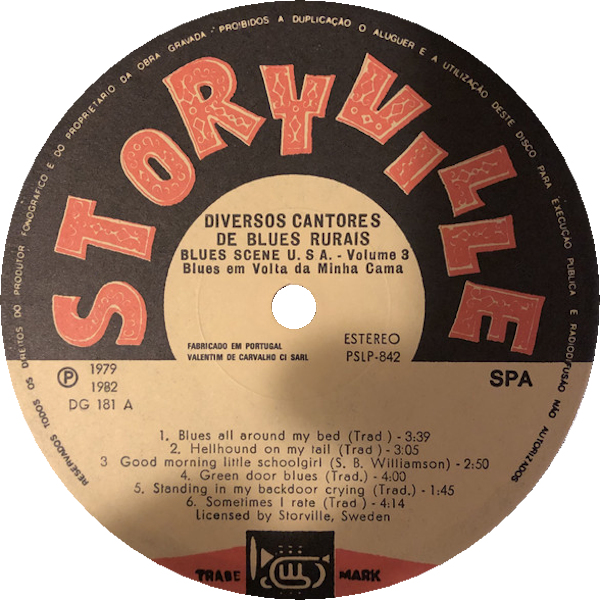 RESERVADOS TODOS OS DIREITOS DO PRODUTOR FONOGRÁFICO E DO PROPRIETÁRIO DA OBRA GRAVADA · PROIBIDOS A DUPLICAÇÃO O ALUGUER E A UTILIZAÇÃO DESTE DISCO PARA EXECUÇÃO PÚBLICA E RADIODIFUSÃO NÃO AUTORIZADOS
STORYVILLE
DIVERSOS CANTORES
DE BLUES RURAIS
BLUES SCENE U.S A. - Volume 3
Blues em Volta da Minha Cama
FABRICADO EM PORTUGAL
VALENTIM DE CARVALHO CI SARL
ESTEREO
PSLP-842
Ⓟ 1979
1982
DG 181 A
SPA
1. Blues all around my bed (Trad ) - 3:39
2. Hellhound on my tail (Trad ) - 3:05
3 Good morning little schoolgirl (S. B. Williamson) - 2:50
4. Green door blues (Trad.) - 4:00
5. Standing in my backdoor crying (Trad.) - 1:45
6. Sometimes I rate (Trad ) - 4:14
Licensed by Storville, Sweden
TRADE MARK